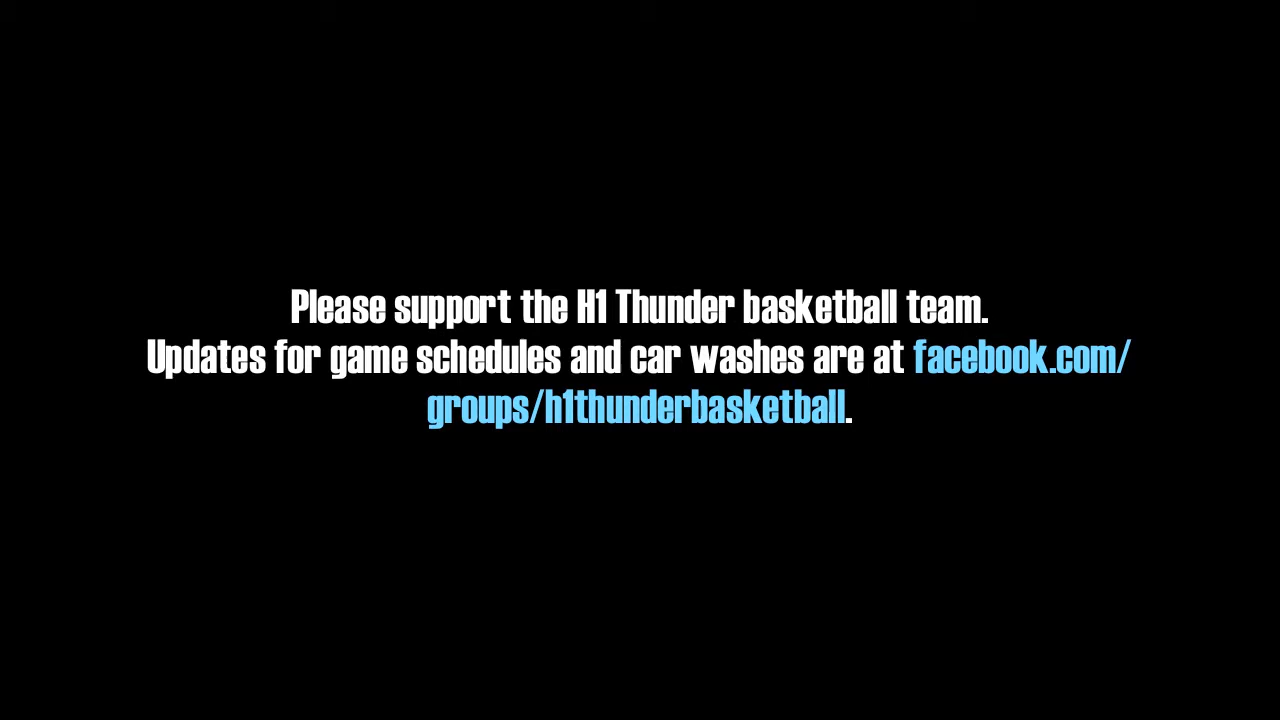 Please support the H1 Thunder basketball team.
Updates for game schedules and car washes are at facebook.com/
groups/h1thunderbasketball.